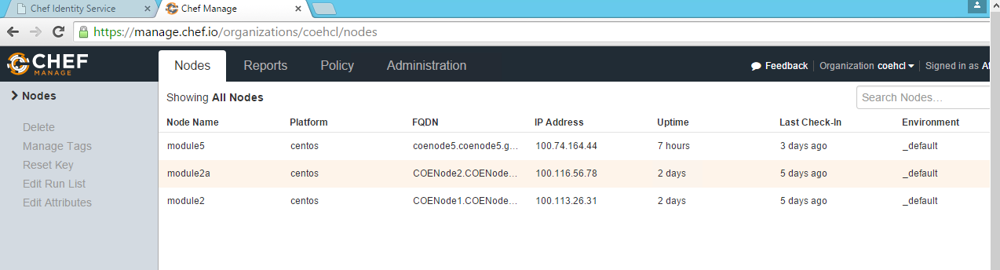 Chef Identity Service Chef Manage
https://manage.chef.io/organizations/coehcl/nodes
CHEF MANAGE Nodes Reports Policy Administration Feedback Organization coehcl Signed in as
Nodes
Showing All Nodes Search Nodes...
Node Name Platform FQDN IP Address Uptime Last Check-In Environment
Delete
Manage Tags
module5 centos coenode5.coenode5.g... 100.74.164.44 7 hours 3 days ago _default
Reset Key
module2a centos COENode2.COENode... 100.116.56.78 2 days 5 days ago _default
Edit Run List
Edit Attributes
module2 centos COENode1.COENode... 100.113.26.31 2 days 5 days ago _default